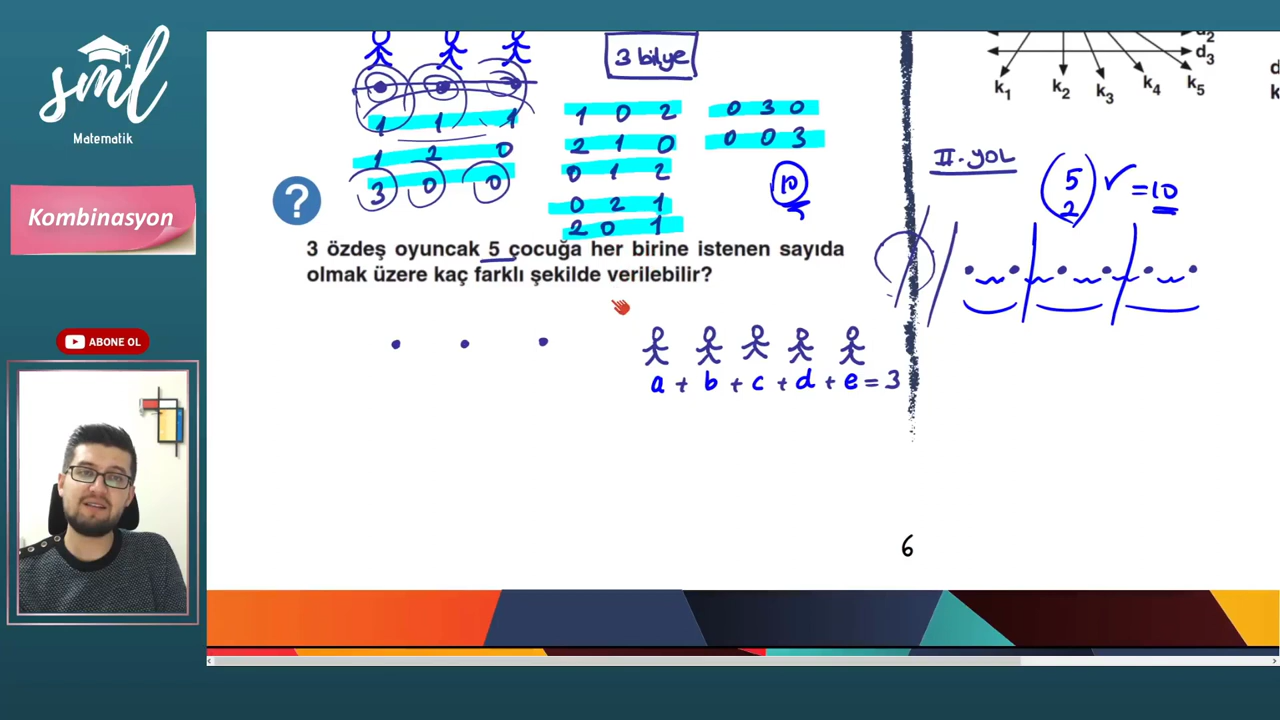 sml
Matematik
Kombinasyon
ABONE OL
3 bilye
1 1 1
1 2 0
3 0 0
1 0 2
2 1 0
0 1 2
0 2 1
2 0 1
0 3 0
0 0 3
10
?
3 özdeş oyuncak 5 çocuğa her birine istenen sayıda
olmak üzere kaç farklı şekilde verilebilir?
a + b + c + d + e = 3
d2
d3
k1 k2 k3 k4 k5
d
k
II. YOL
5
2
= 10
6